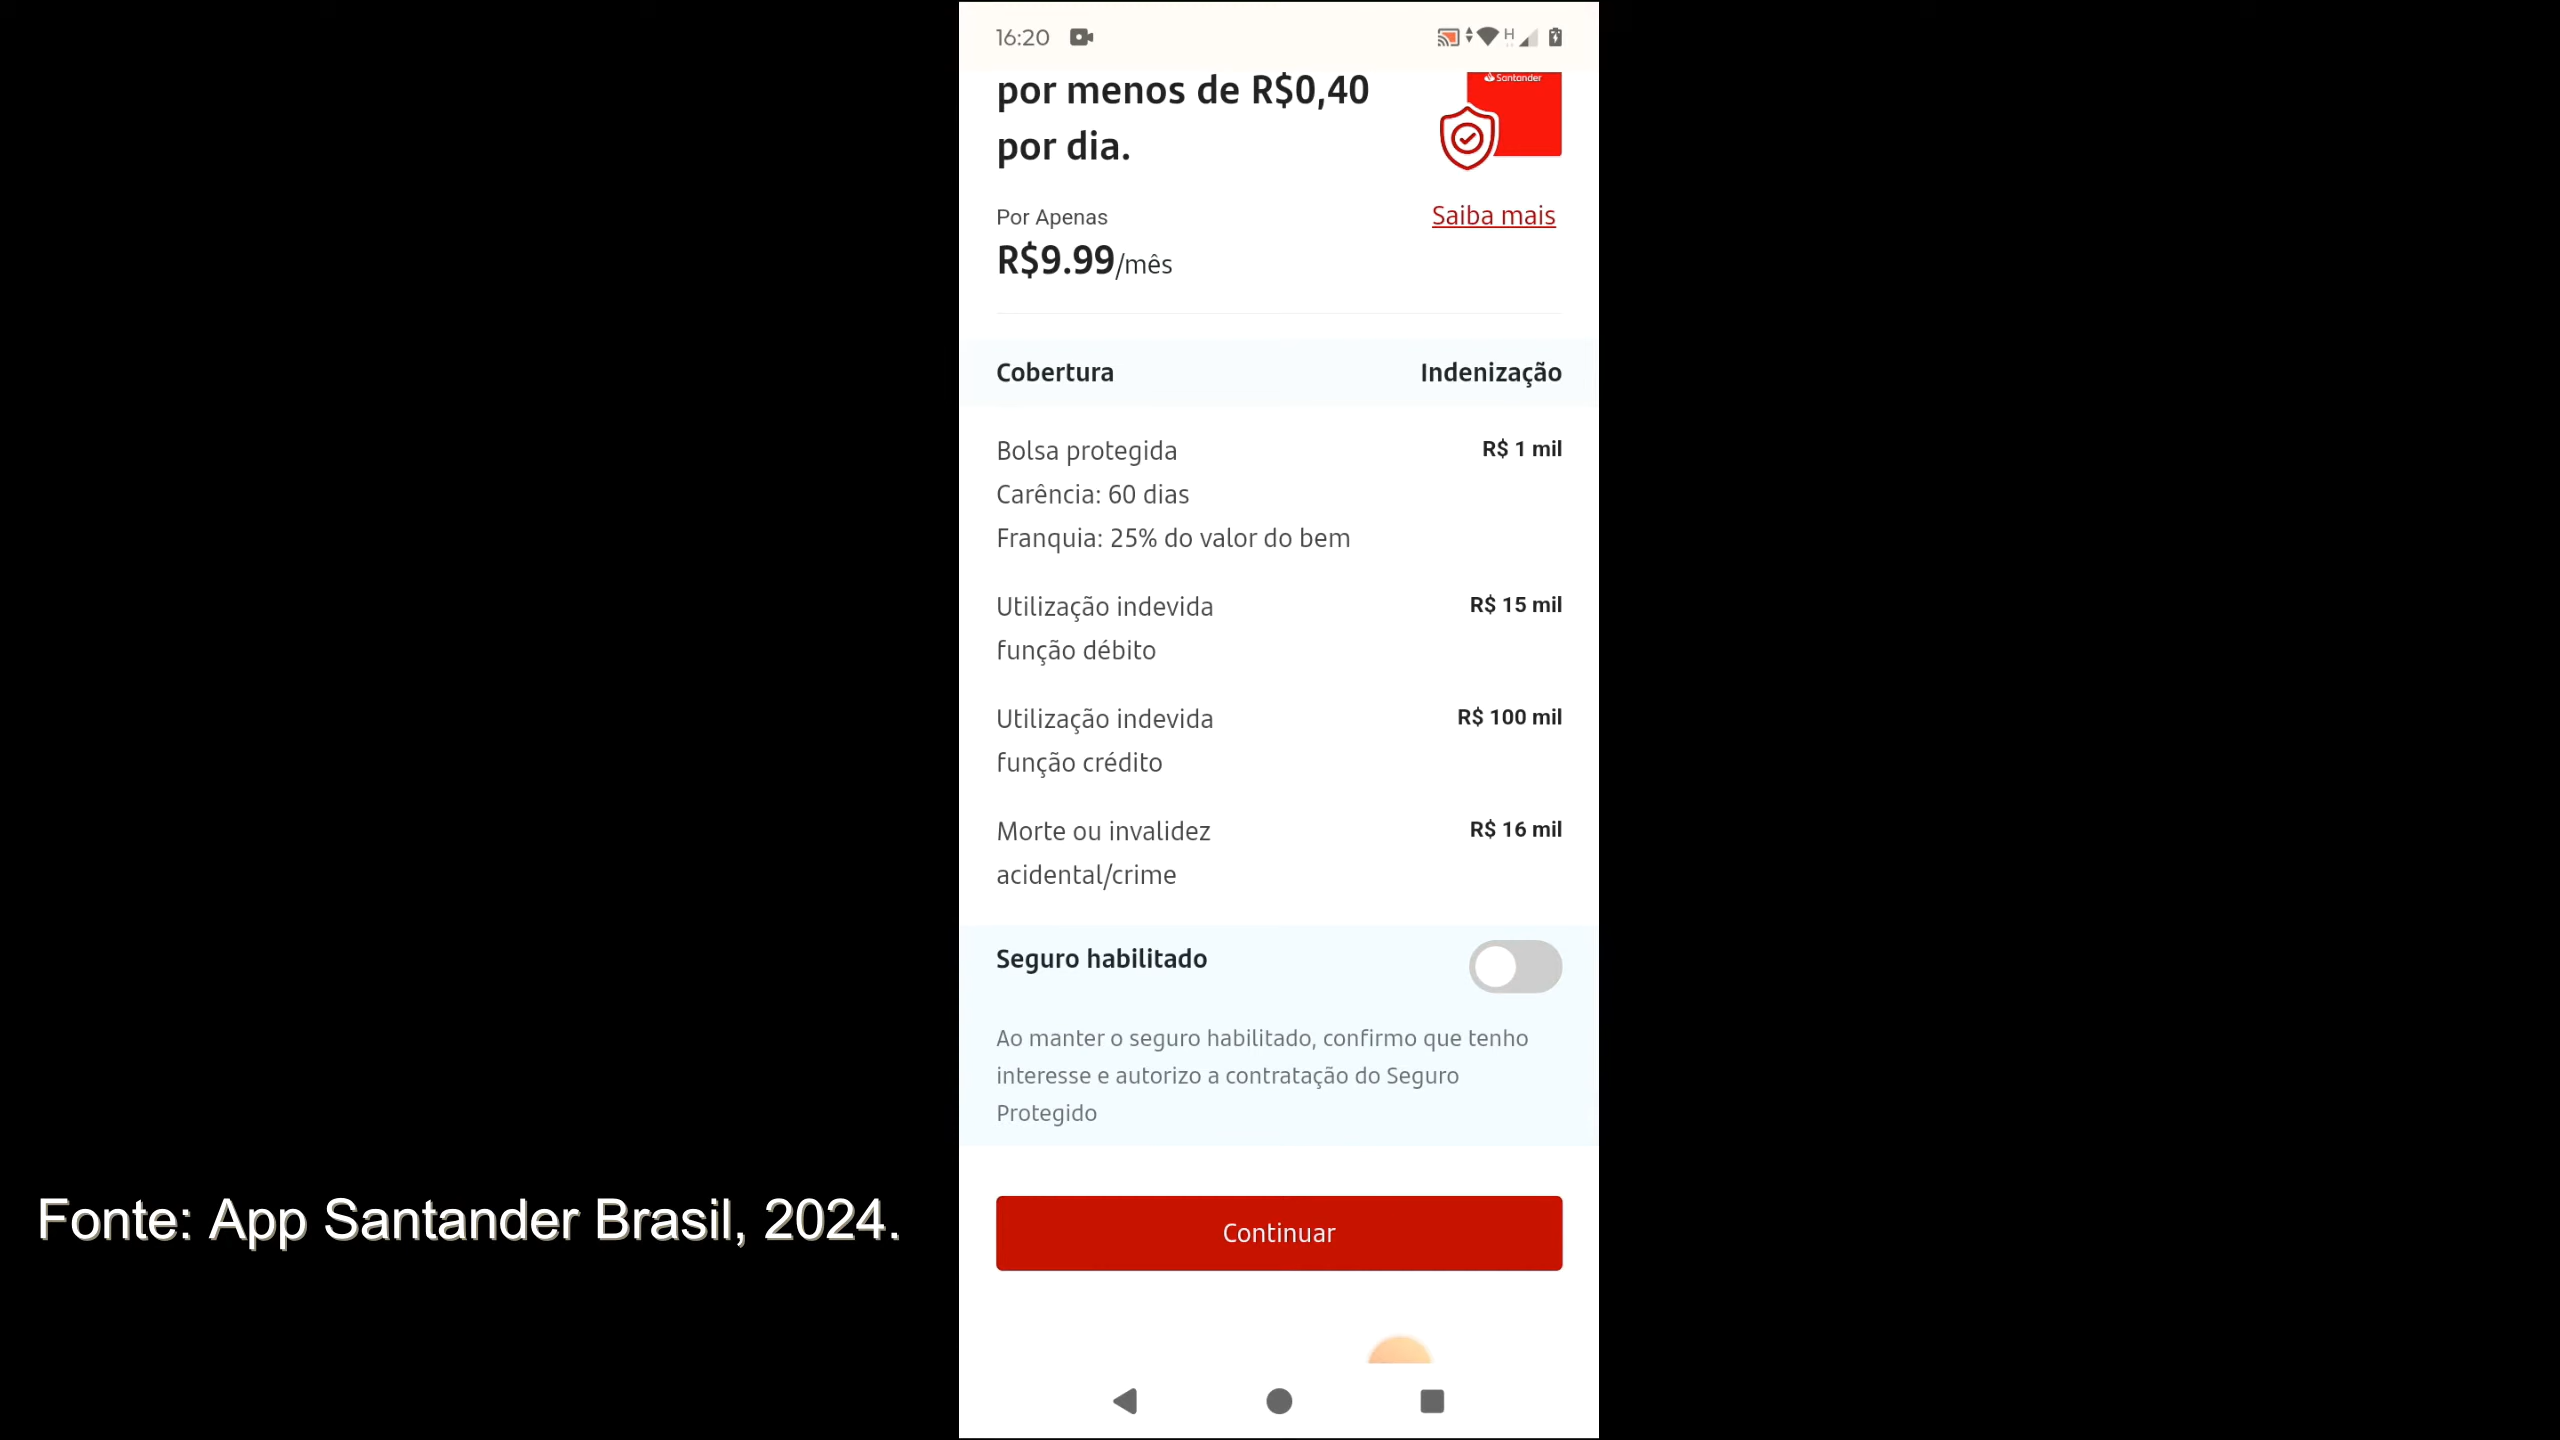 16:20
H
por menos de R$0,40
por dia.
Santander
Por Apenas
Saiba mais
R$9.99/mês
Cobertura
Indenização
Bolsa protegida
R$ 1 mil
Carência: 60 dias
Franquia: 25% do valor do bem
Utilização indevida
R$ 15 mil
função débito
Utilização indevida
R$ 100 mil
função crédito
Morte ou invalidez
R$ 16 mil
acidental/crime
Seguro habilitado
Ao manter o seguro habilitado, confirmo que tenho
interesse e autorizo a contratação do Seguro
Protegido
Continuar
Fonte: App Santander Brasil, 2024.